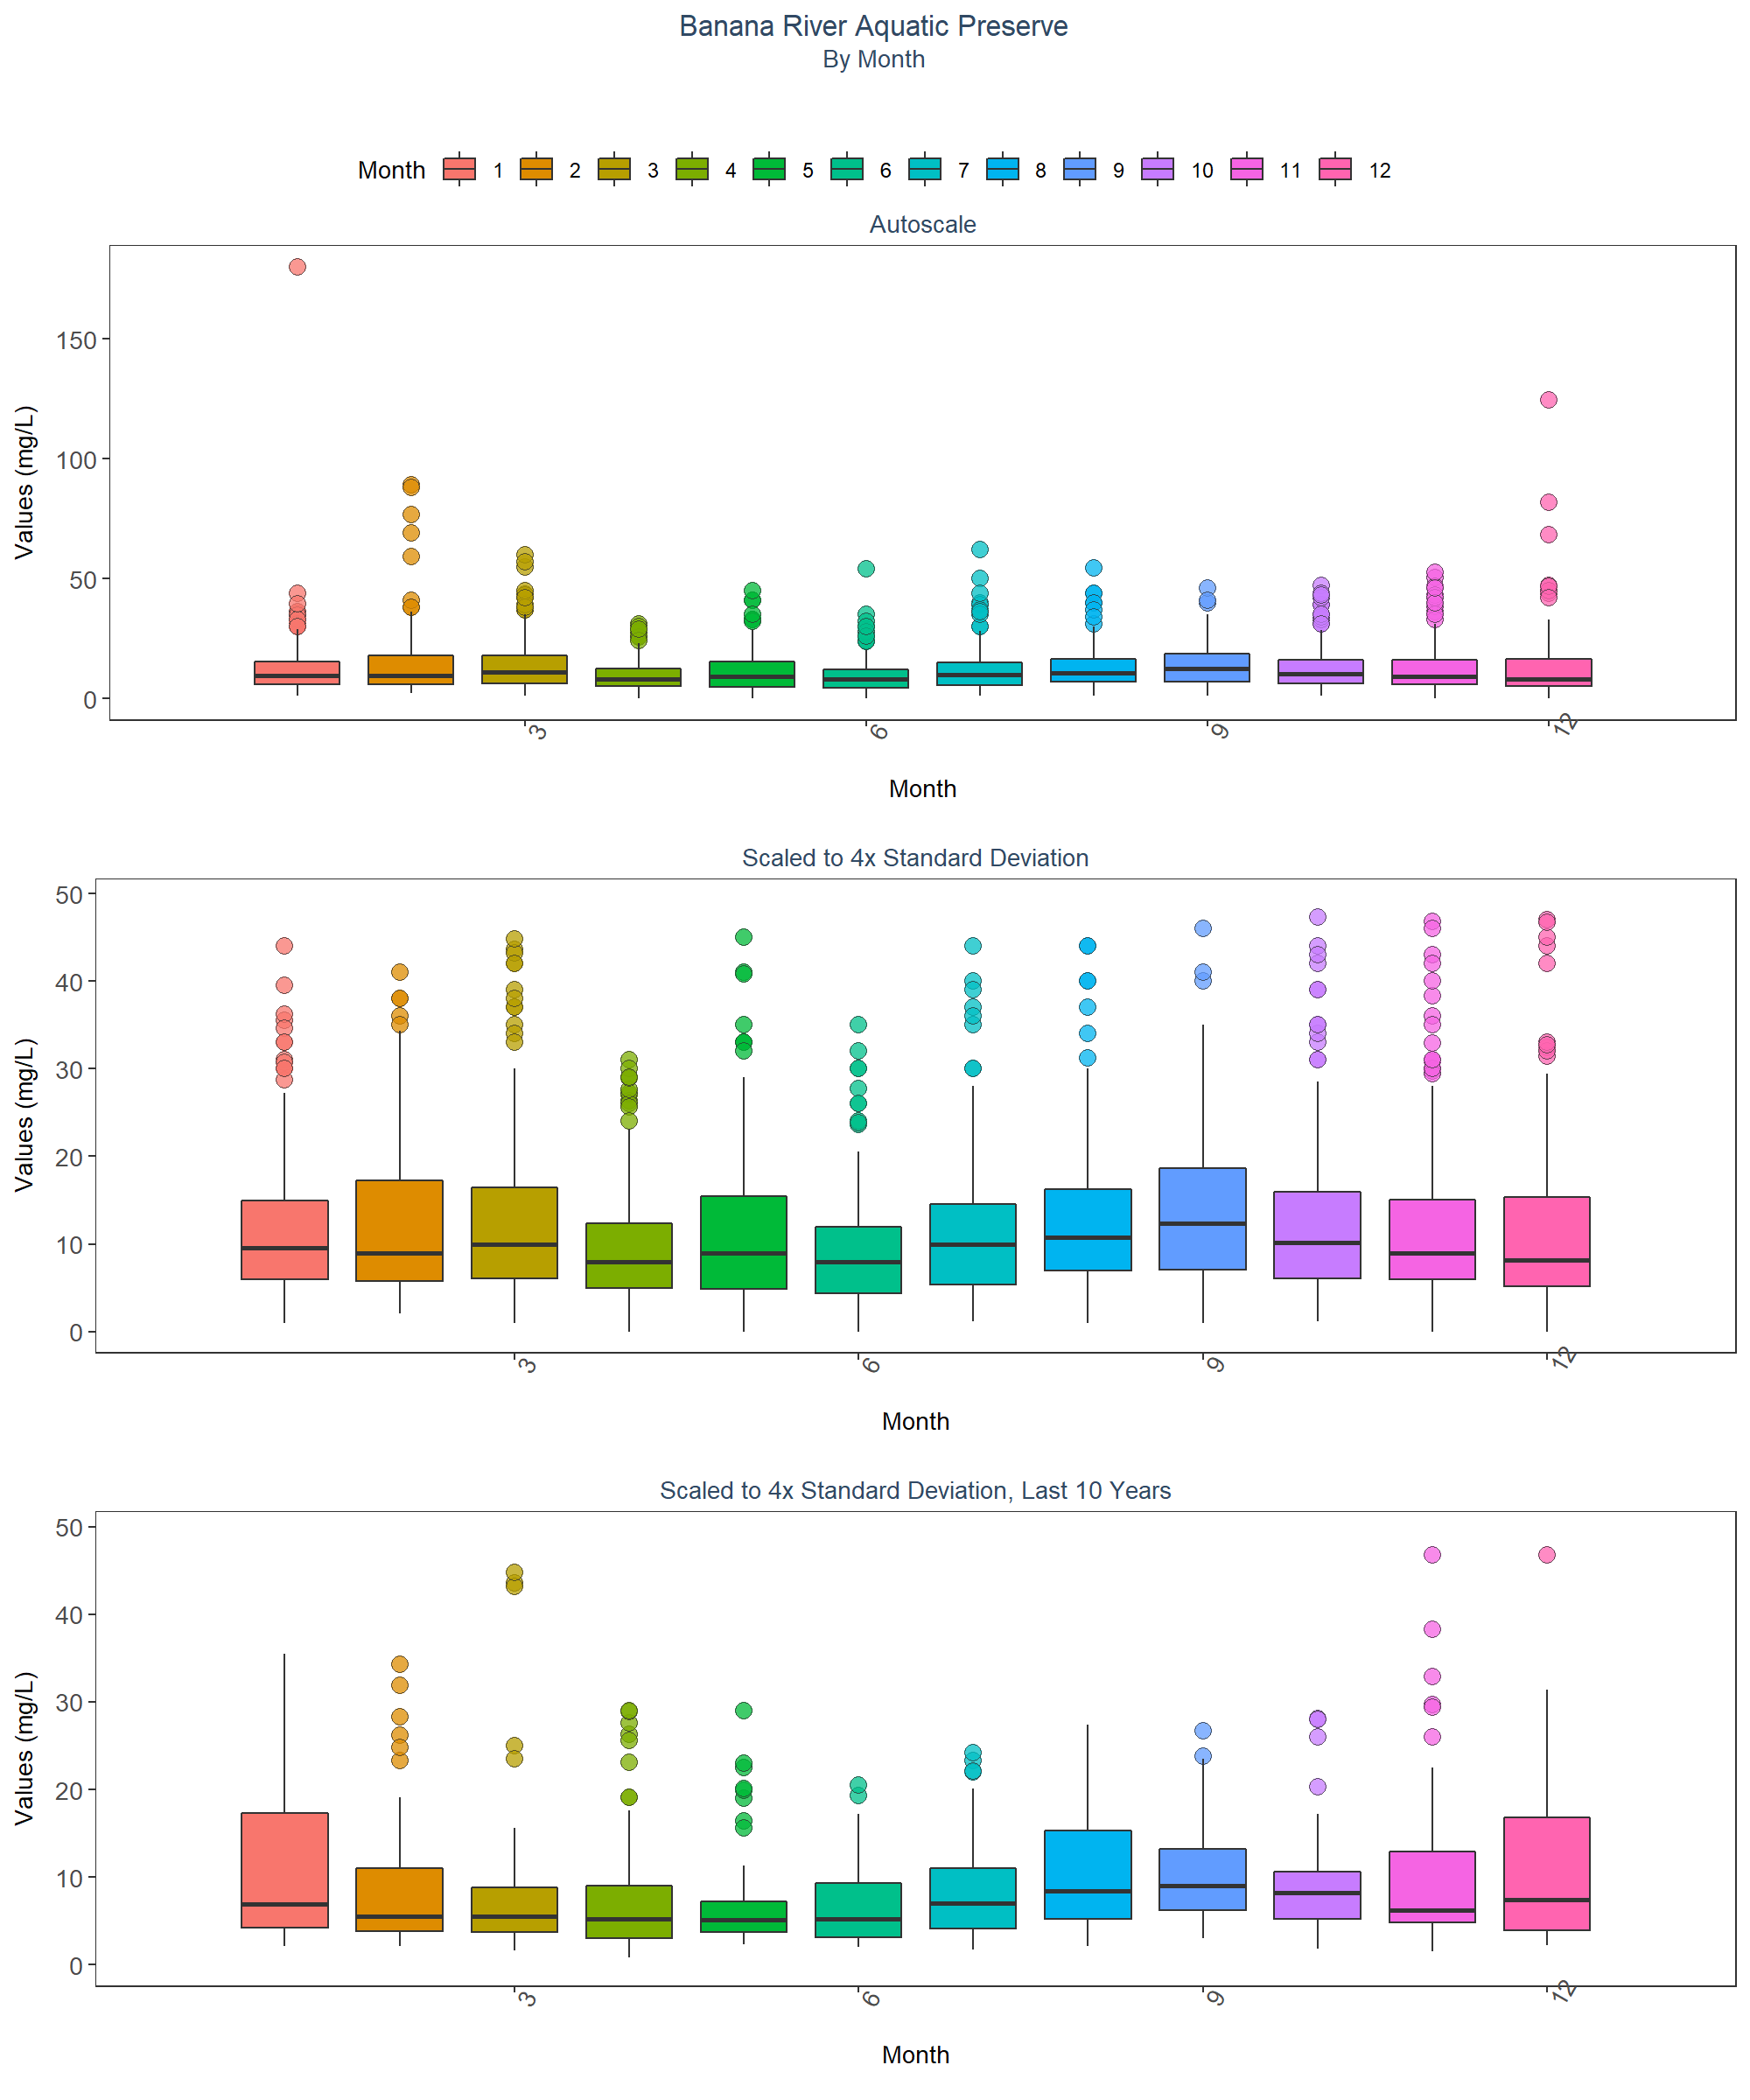 Banana River Aquatic Preserve
By Month
Month 1 2 3 4 5 6 7 8 9 10 11 12
Autoscale
Values (mg/L)
150
100
50
0
3 6 9 12
Month
Scaled to 4x Standard Deviation
Values (mg/L)
50
40
30
20
10
0
3 6 9 12
Month
Scaled to 4x Standard Deviation, Last 10 Years
Values (mg/L)
50
40
30
20
10
0
3 6 9 12
Month